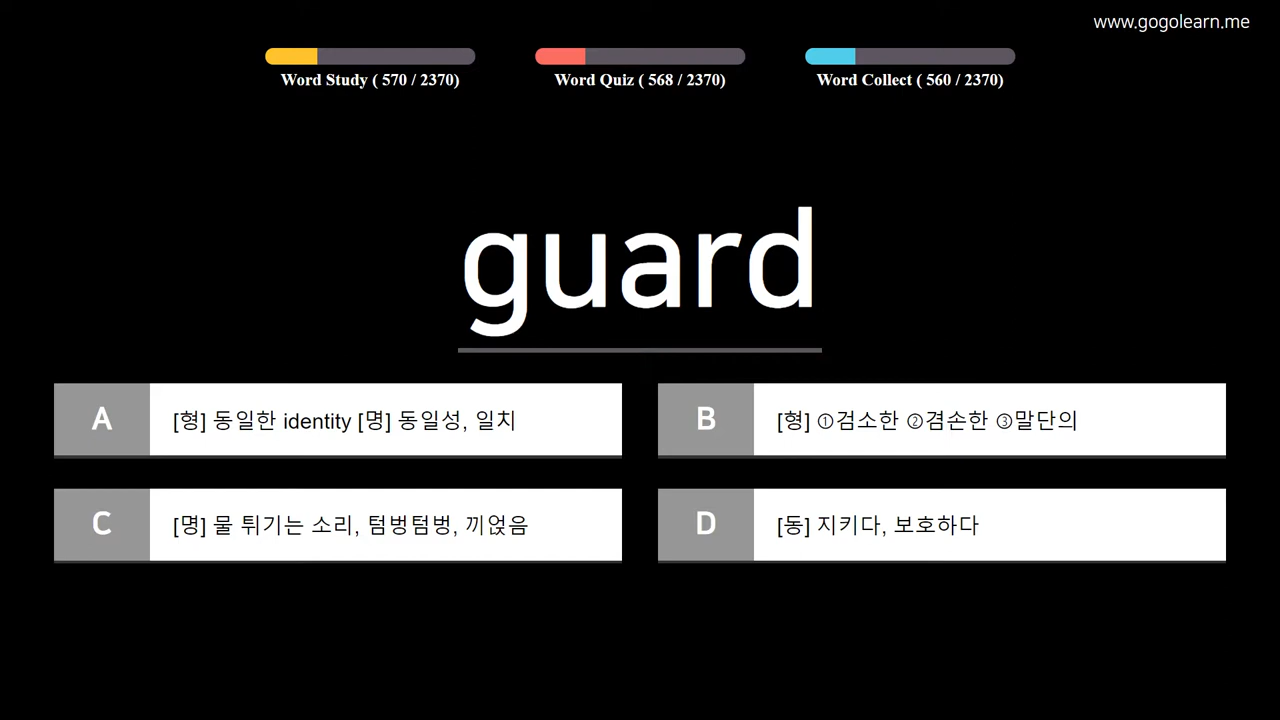 www.gogolearn.me
Word Study ( 570 / 2370)
Word Quiz ( 568 / 2370)
Word Collect ( 560 / 2370)
guard
A
[형] 동일한 identity [명] 동일성, 일치
B
[형] ①검소한 ②겸손한 ③말단의
C
[명] 물 튀기는 소리, 텀벙텀벙, 끼얹음
D
[동] 지키다, 보호하다